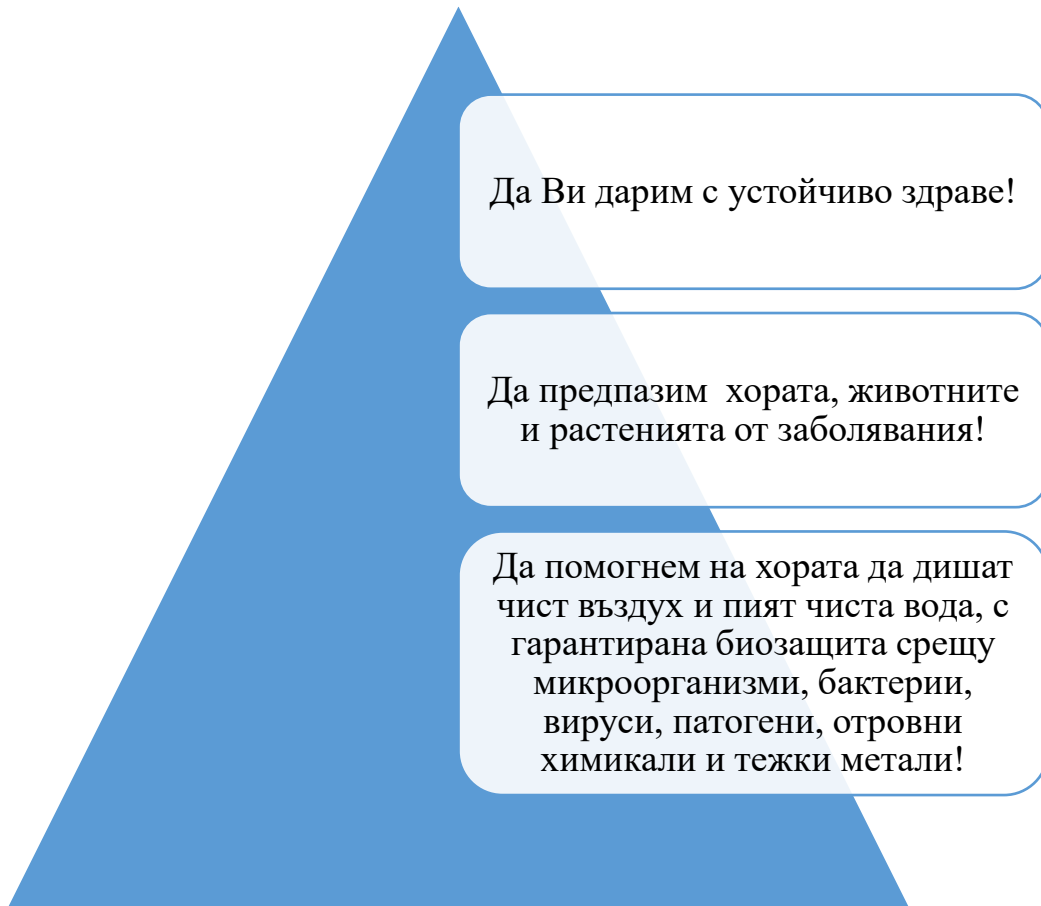 Да Ви дарим с устойчиво здраве!
Да предпазим  хората, животните
и растенията от заболявания!
Да помогнем на хората да дишат
чист въздух и пият чиста вода, с
гарантирана биозащита срещу
микроорганизми, бактерии,
вируси, патогени, отровни
химикали и тежки метали!